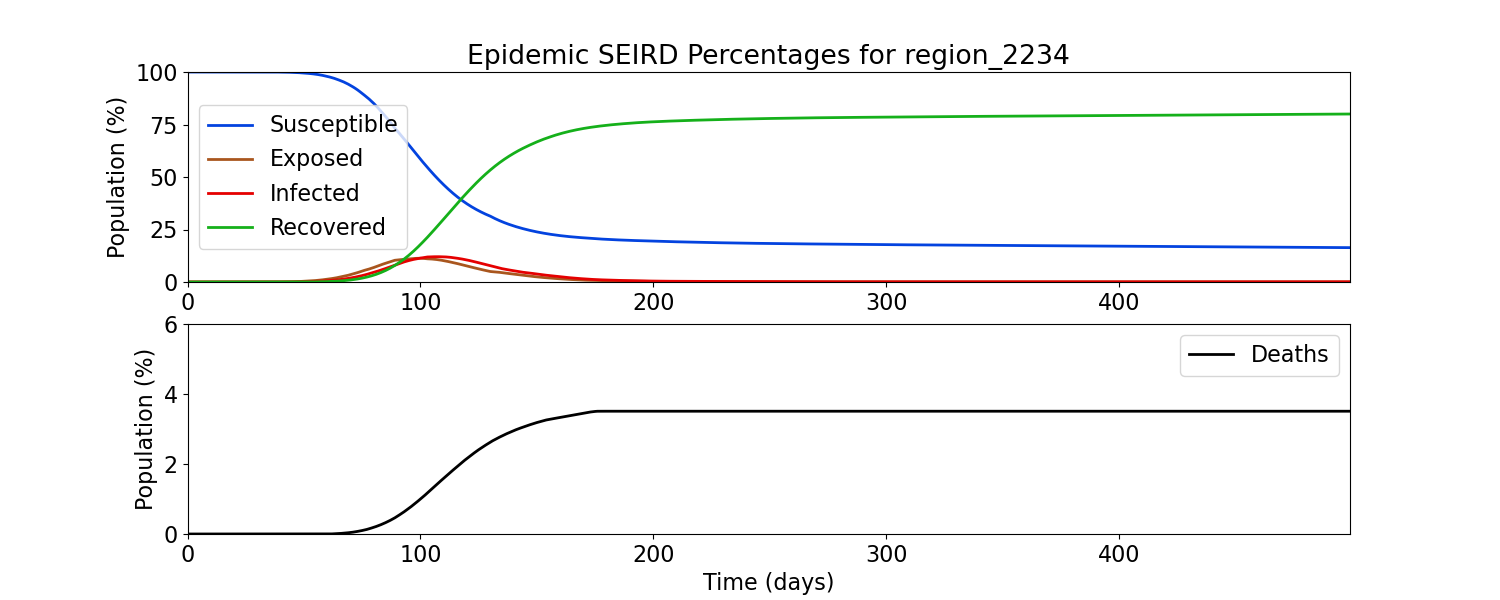 Epidemic SEIRD Percentages for region_2234
Population (%)
100
75
50
25
0
Susceptible
Exposed
Infected
Recovered
0 100 200 300 400
Population (%)
6
4
2
0
Deaths
0 100 200 300 400
Time (days)